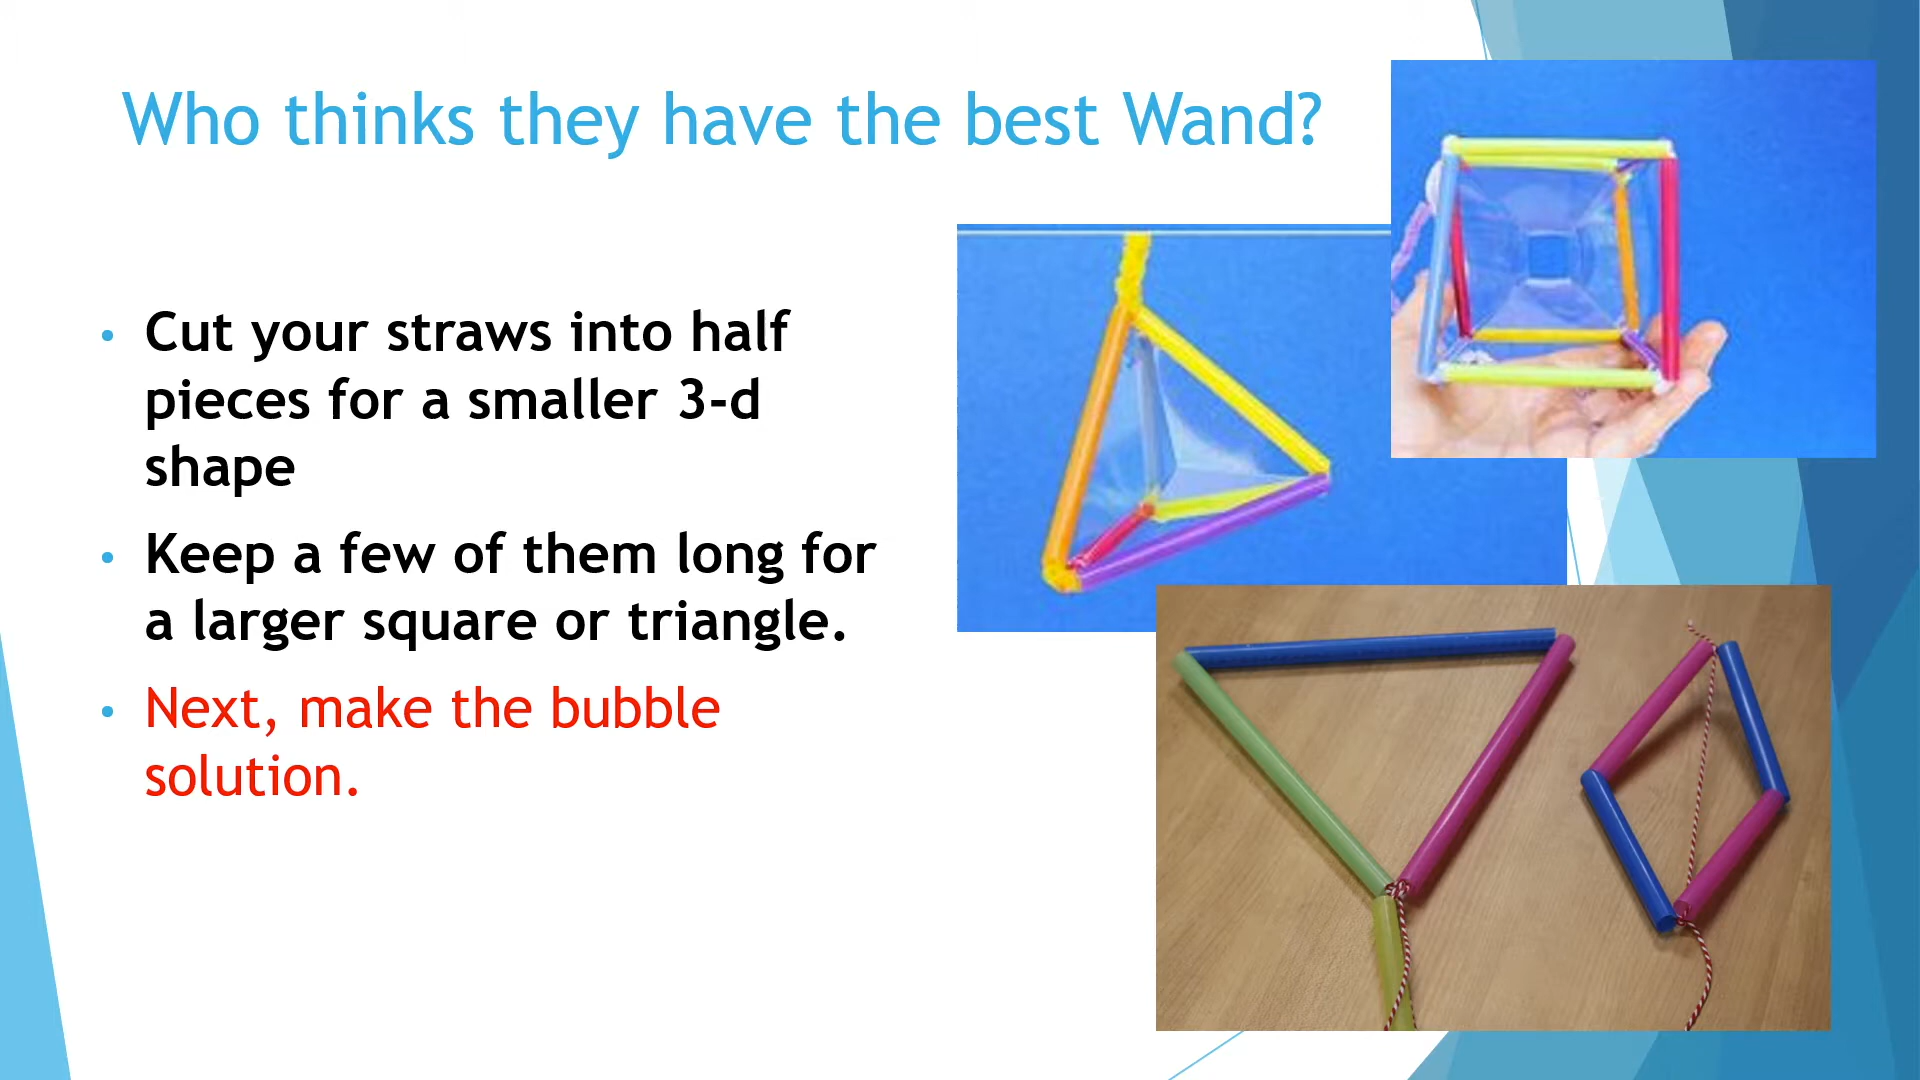 Who thinks they have the best Wand?
• Cut your straws into half
pieces for a smaller 3-d
shape
• Keep a few of them long for
a larger square or triangle.
• Next, make the bubble
solution.